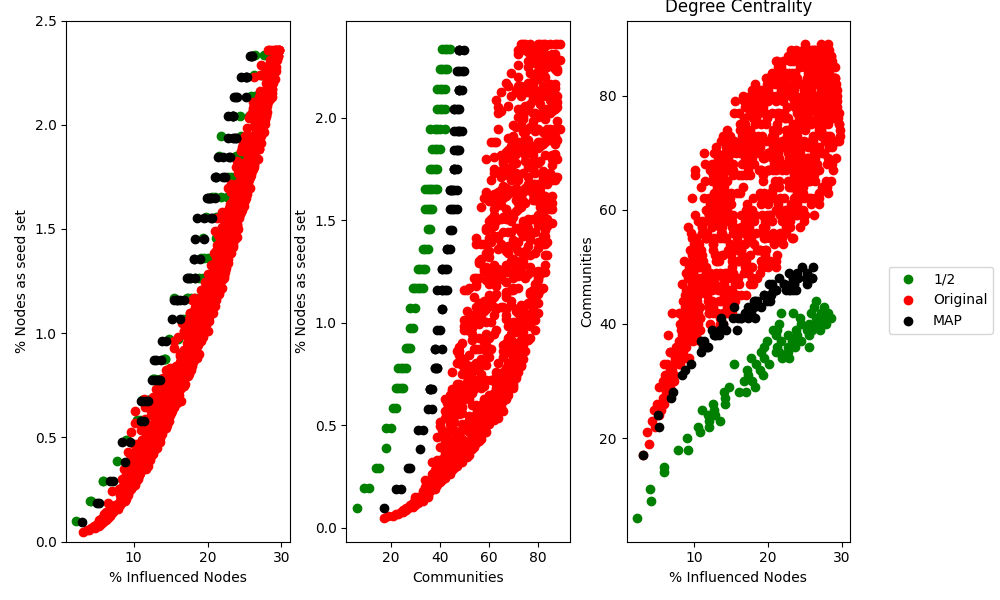 Degree Centrality
% Nodes as seed set
2.5
2.0
1.5
1.0
0.5
0.0
10
20
30
% Influenced Nodes
% Nodes as seed set
2.0
1.5
1.0
0.5
0.0
20
40
60
80
Communities
Communities
80
60
40
20
10
20
30
% Influenced Nodes
1/2
Original
MAP